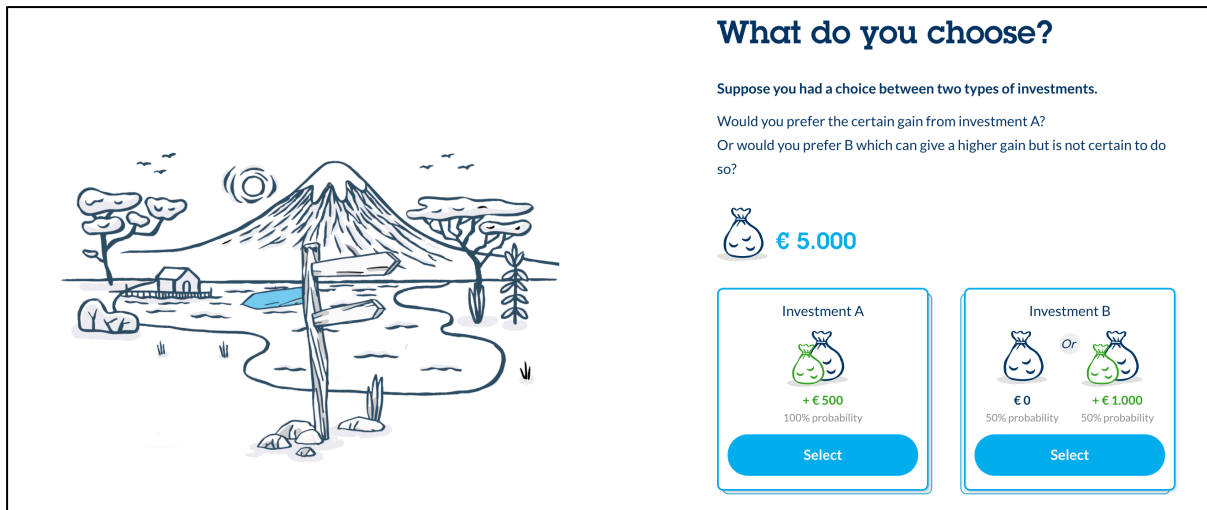 What do you choose?
Suppose you had a choice between two types of investments.
Would you prefer the certain gain from investment A?
Or would you prefer B which can give a higher gain but is not certain to do
so?
€ 5.000
Investment A
+ € 500
100% probability
Select
Investment B
Or
€ 0 + € 1.000
50% probability 50% probability
Select